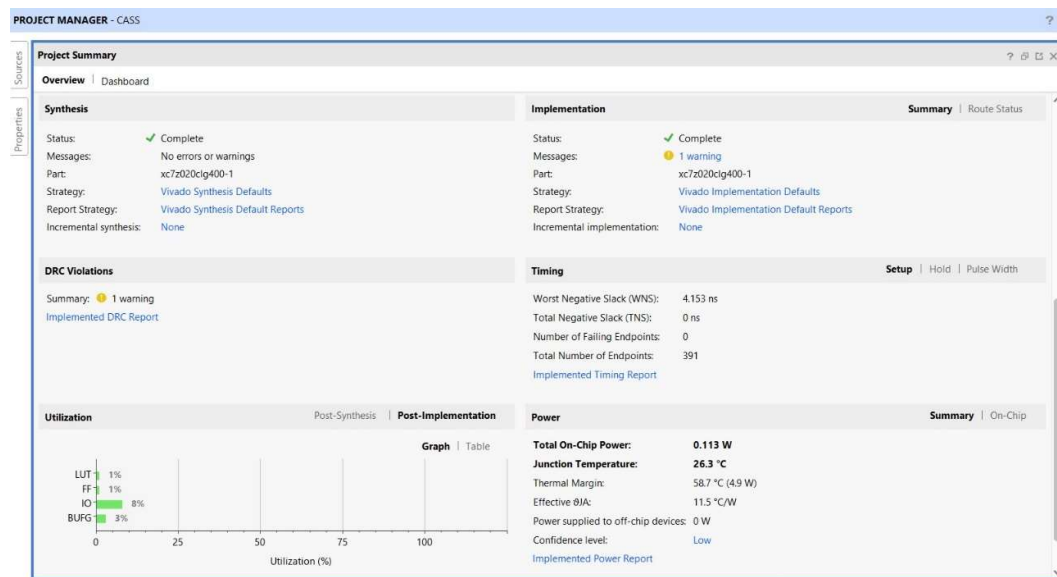 PROJECT MANAGER - CASS
?
Sources
Properties
Project Summary
?
Overview | Dashboard
Synthesis
Status: Complete
Messages: No errors or warnings
Part: xc7z020clg400-1
Strategy: Vivado Synthesis Defaults
Report Strategy: Vivado Synthesis Default Reports
Incremental synthesis: None
Implementation
Summary | Route Status
Status: Complete
Messages: 1 warning
Part: xc7z020clg400-1
Strategy: Vivado Implementation Defaults
Report Strategy: Vivado Implementation Default Reports
Incremental implementation: None
DRC Violations
Summary: 1 warning
Implemented DRC Report
Timing
Setup | Hold | Pulse Width
Worst Negative Slack (WNS): 4.153 ns
Total Negative Slack (TNS): 0 ns
Number of Failing Endpoints: 0
Total Number of Endpoints: 391
Implemented Timing Report
Utilization
Post-Synthesis | Post-Implementation
Graph | Table
LUT 1%
FF 1%
IO 8%
BUFG 3%
0 25 50 75 100
Utilization (%)
Power
Summary | On-Chip
Total On-Chip Power: 0.113 W
Junction Temperature: 26.3 °C
Thermal Margin: 58.7 °C (4.9 W)
Effective ϑJA: 11.5 °C/W
Power supplied to off-chip devices: 0 W
Confidence level: Low
Implemented Power Report